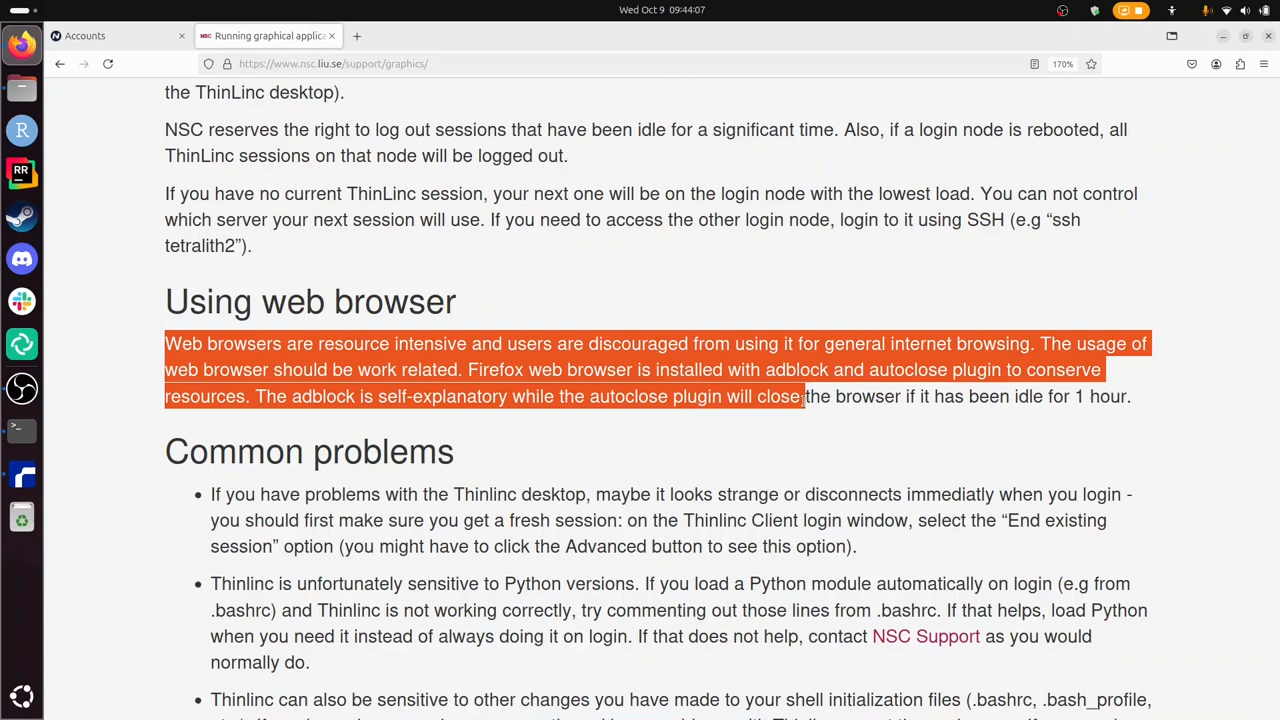 Wed Oct 9 09:44:07
Accounts
NSC Running graphical applica
https://www.nsc.liu.se/support/graphics/
170%
the ThinLinc desktop).
NSC reserves the right to log out sessions that have been idle for a significant time. Also, if a login node is rebooted, all
ThinLinc sessions on that node will be logged out.
If you have no current ThinLinc session, your next one will be on the login node with the lowest load. You can not control
which server your next session will use. If you need to access the other login node, login to it using SSH (e.g “ssh
tetralith2”).
Using web browser
Web browsers are resource intensive and users are discouraged from using it for general internet browsing. The usage of
web browser should be work related. Firefox web browser is installed with adblock and autoclose plugin to conserve
resources. The adblock is self-explanatory while the autoclose plugin will close the browser if it has been idle for 1 hour.
Common problems
• If you have problems with the Thinlinc desktop, maybe it looks strange or disconnects immediatly when you login -
you should first make sure you get a fresh session: on the Thinlinc Client login window, select the “End existing
session” option (you might have to click the Advanced button to see this option).
• Thinlinc is unfortunately sensitive to Python versions. If you load a Python module automatically on login (e.g from
.bashrc) and Thinlinc is not working correctly, try commenting out those lines from .bashrc. If that helps, load Python
when you need it instead of always doing it on login. If that does not help, contact NSC Support as you would
normally do.
• Thinlinc can also be sensitive to other changes you have made to your shell initialization files (.bashrc, .bash_profile,
R
RR